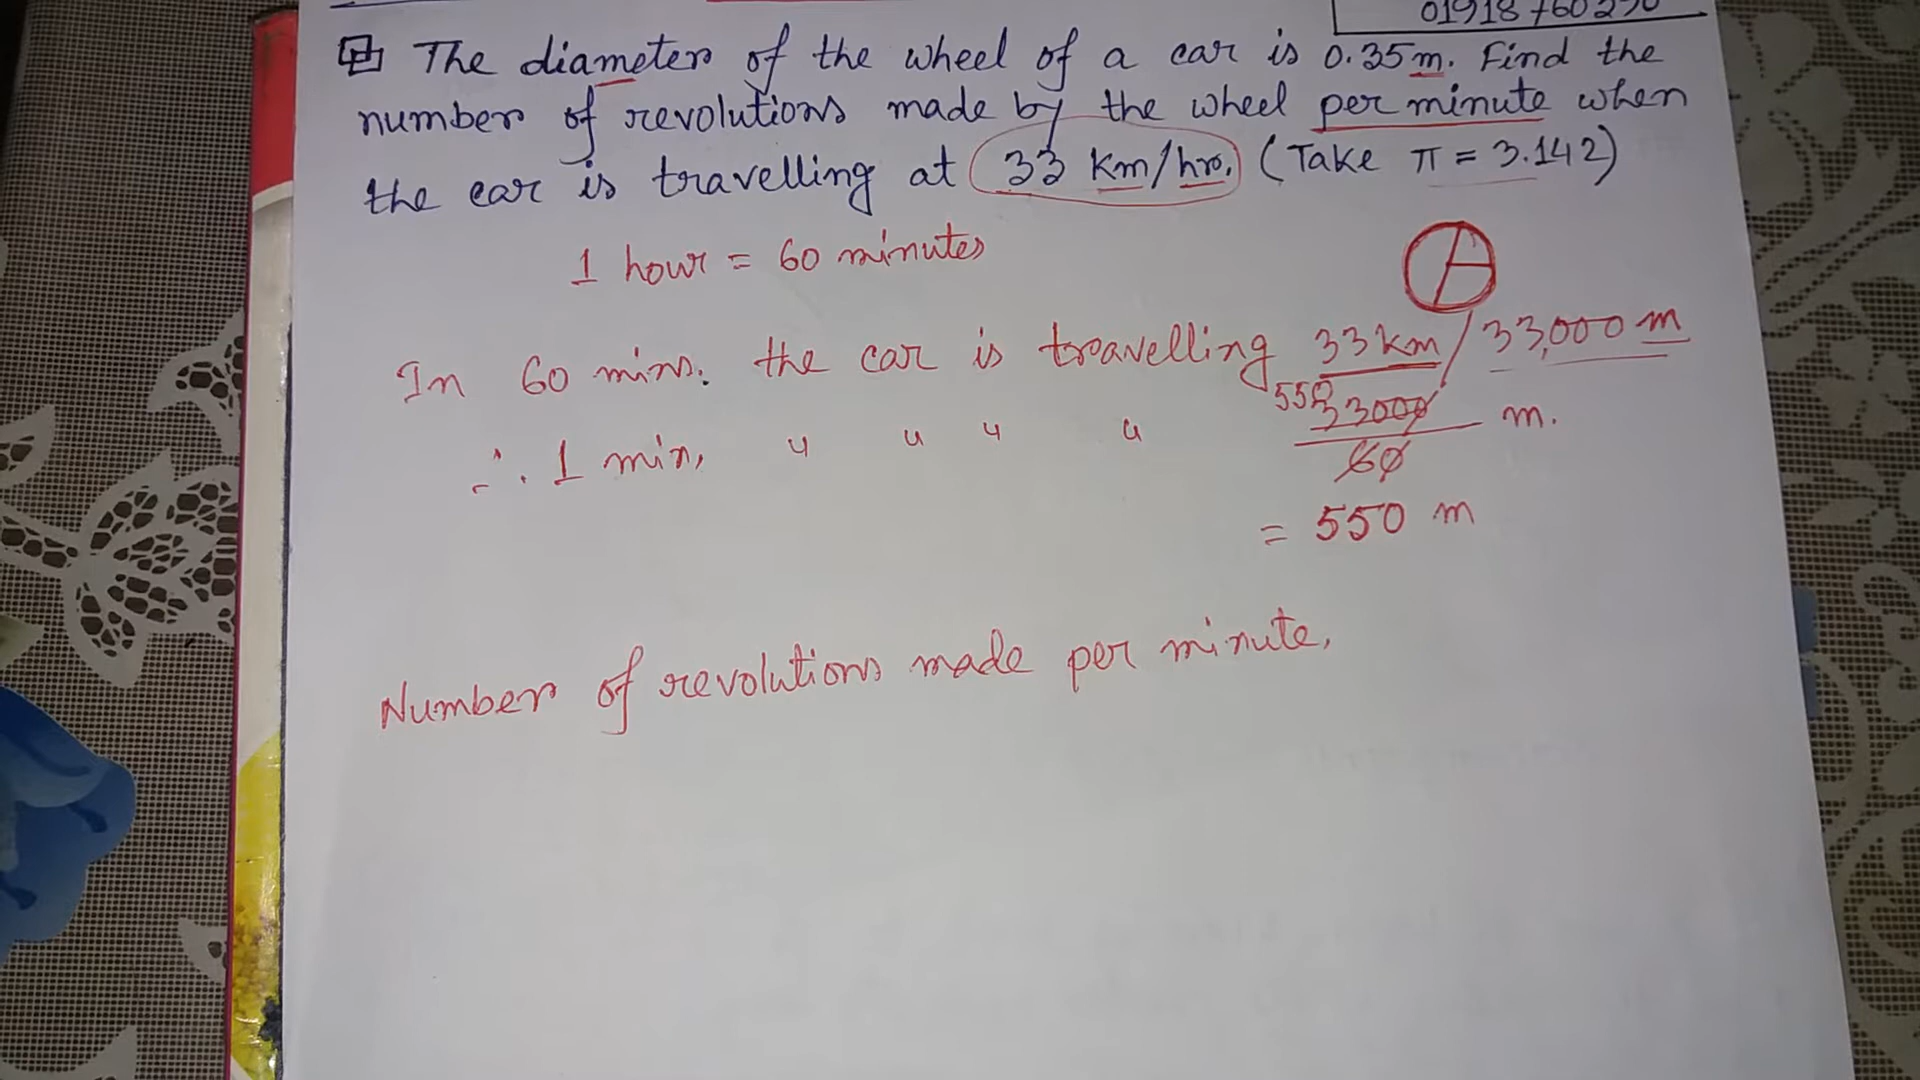 The diameter of the wheel of a car is 0.35m. Find the
number of revolutions made by the wheel per minute when
the car is travelling at 33 km/hr. (Take π = 3.142)
1 hour = 60 minutes
In 60 mins. the car is travelling 33 km / 33,000 m
∴ 1 min, " " " " 33000/60 m.
550
= 550 m
Number of revolutions made per minute,